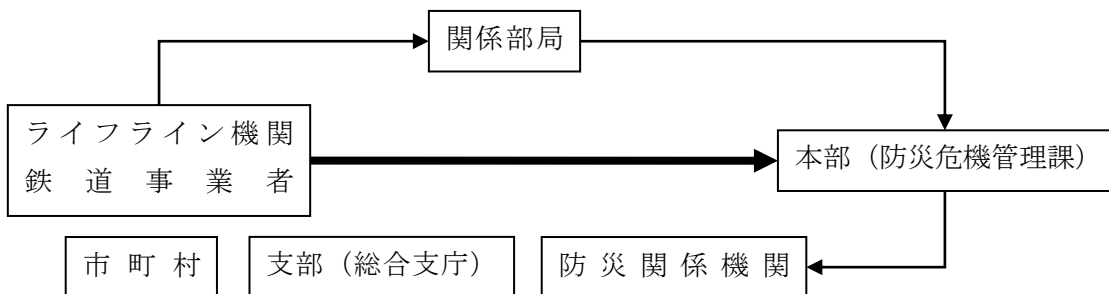 関係部局
ライフライン機関
鉄道事業者
本部（防災危機管理課）
市町村
支部（総合支庁）
防災関係機関